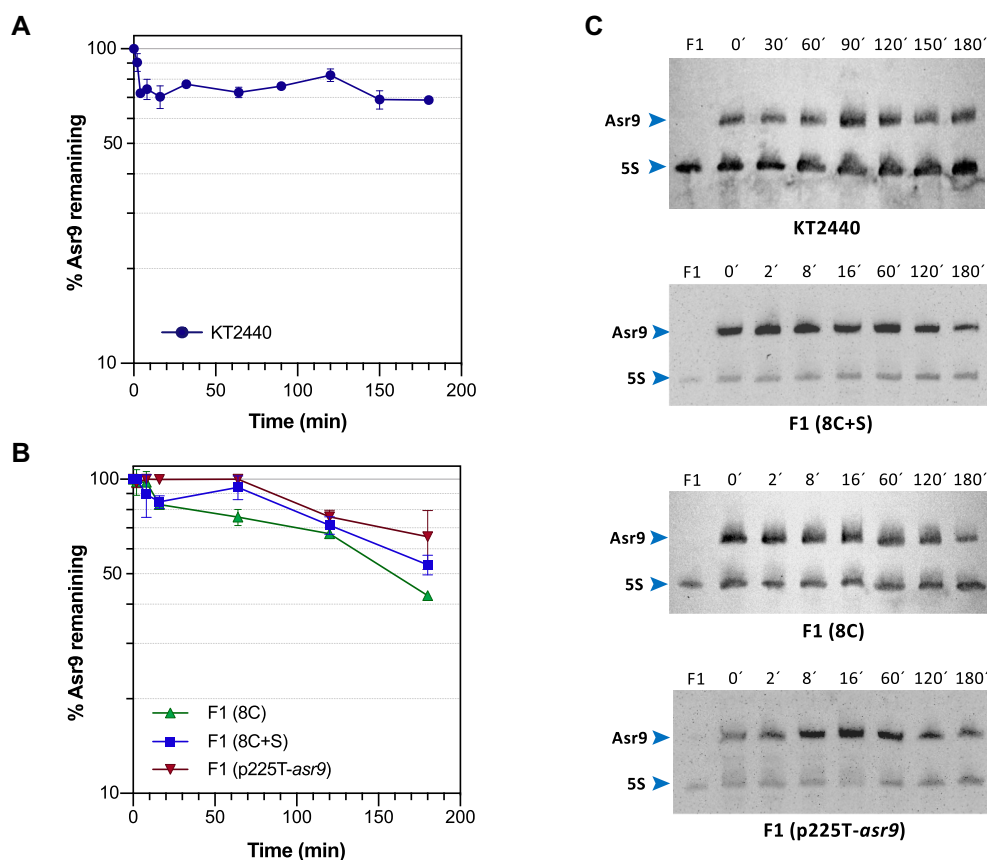 A
100
50
10
% Asr9 remanining
KT2440
0 50 100 150 200
Time (min)
B
100
50
10
% Asr9 remanining
F1 (8C)
F1 (8C+S)
F1 (p225T-asr9)
0 50 100 150 200
Time (min)
C
F1 0´ 30´ 60´ 90´ 120´ 150´ 180´
Asr9
5S
KT2440
F1 0´ 2´ 8´ 16´ 60´ 120´ 180´
Asr9
5S
F1 (8C+S)
F1 0´ 2´ 8´ 16´ 60´ 120´ 180´
Asr9
5S
F1 (8C)
F1 0´ 2´ 8´ 16´ 60´ 120´ 180´
Asr9
5S
F1 (p225T-asr9)